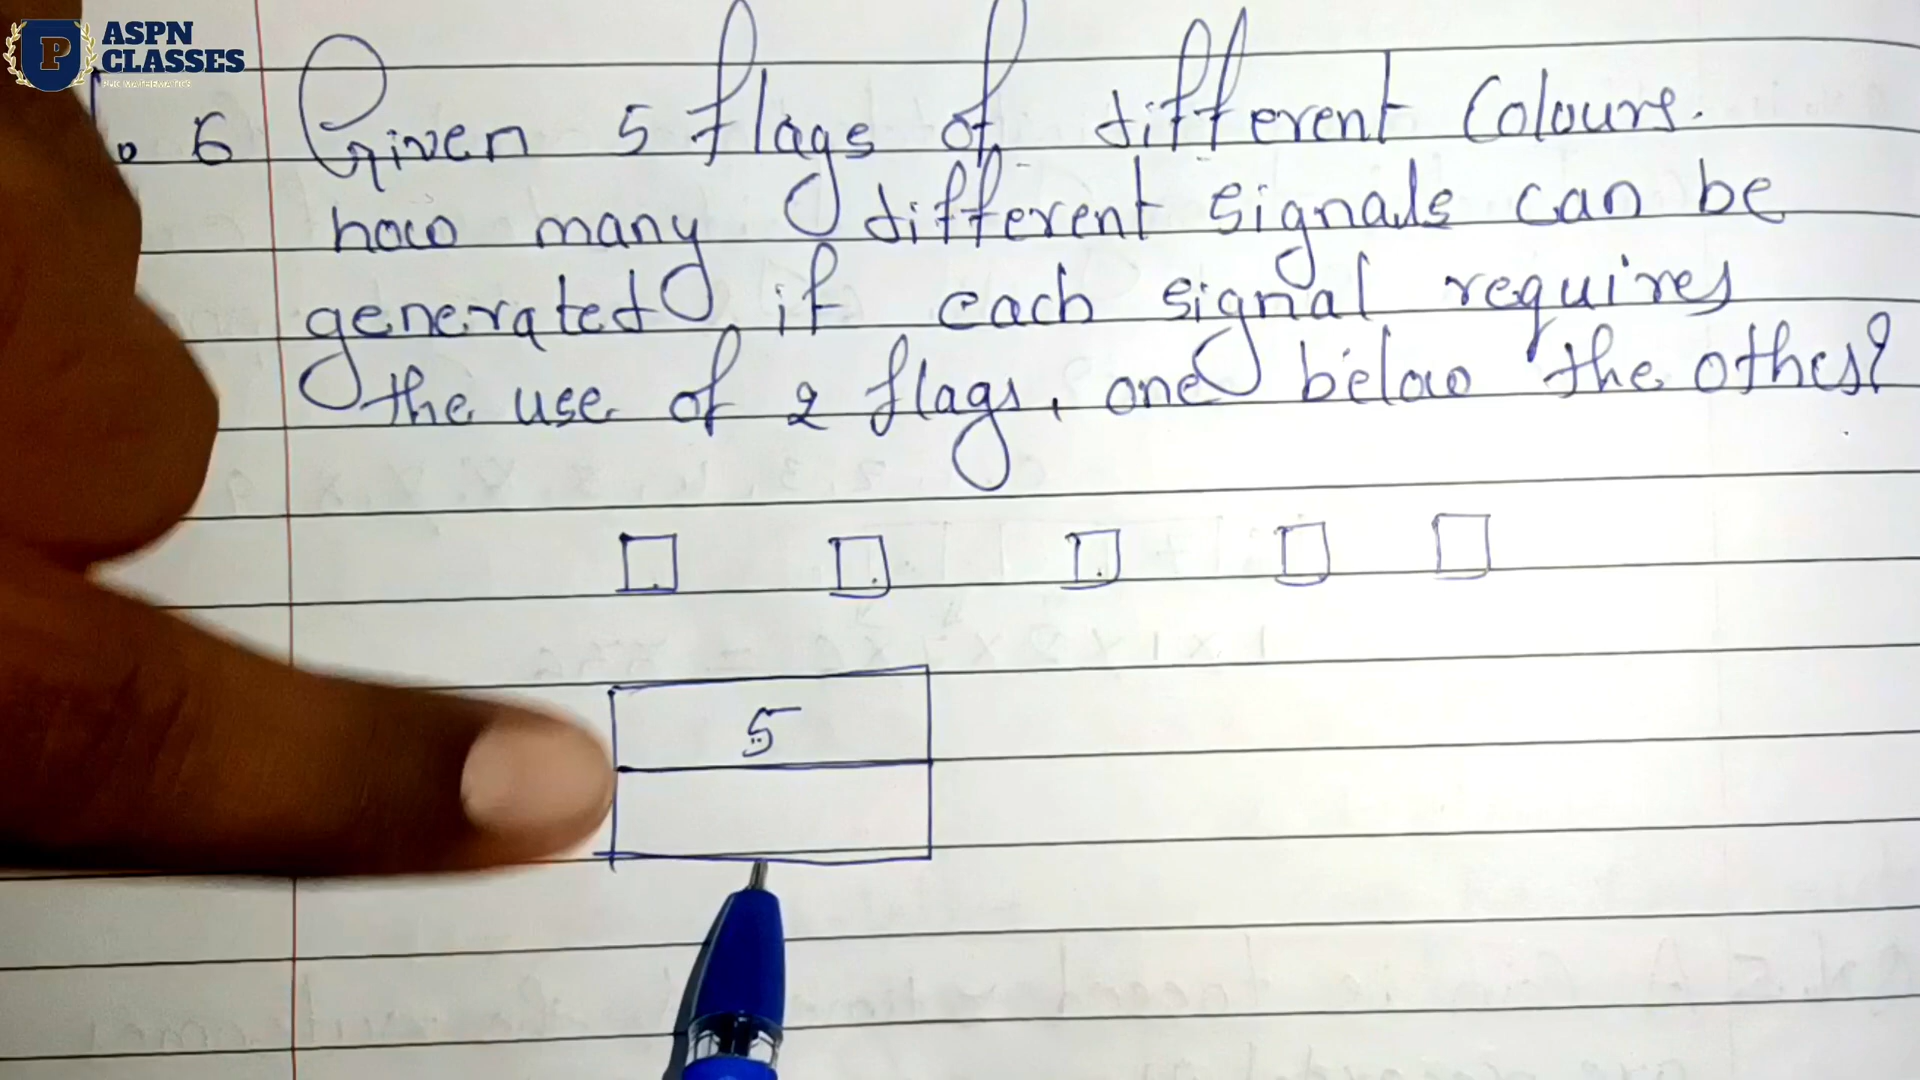 ASPN
CLASSES
6 Given 5 flags of different Colours.
how many different signals can be
generated if each signal requires
the use of 2 flags, one below the other?
5